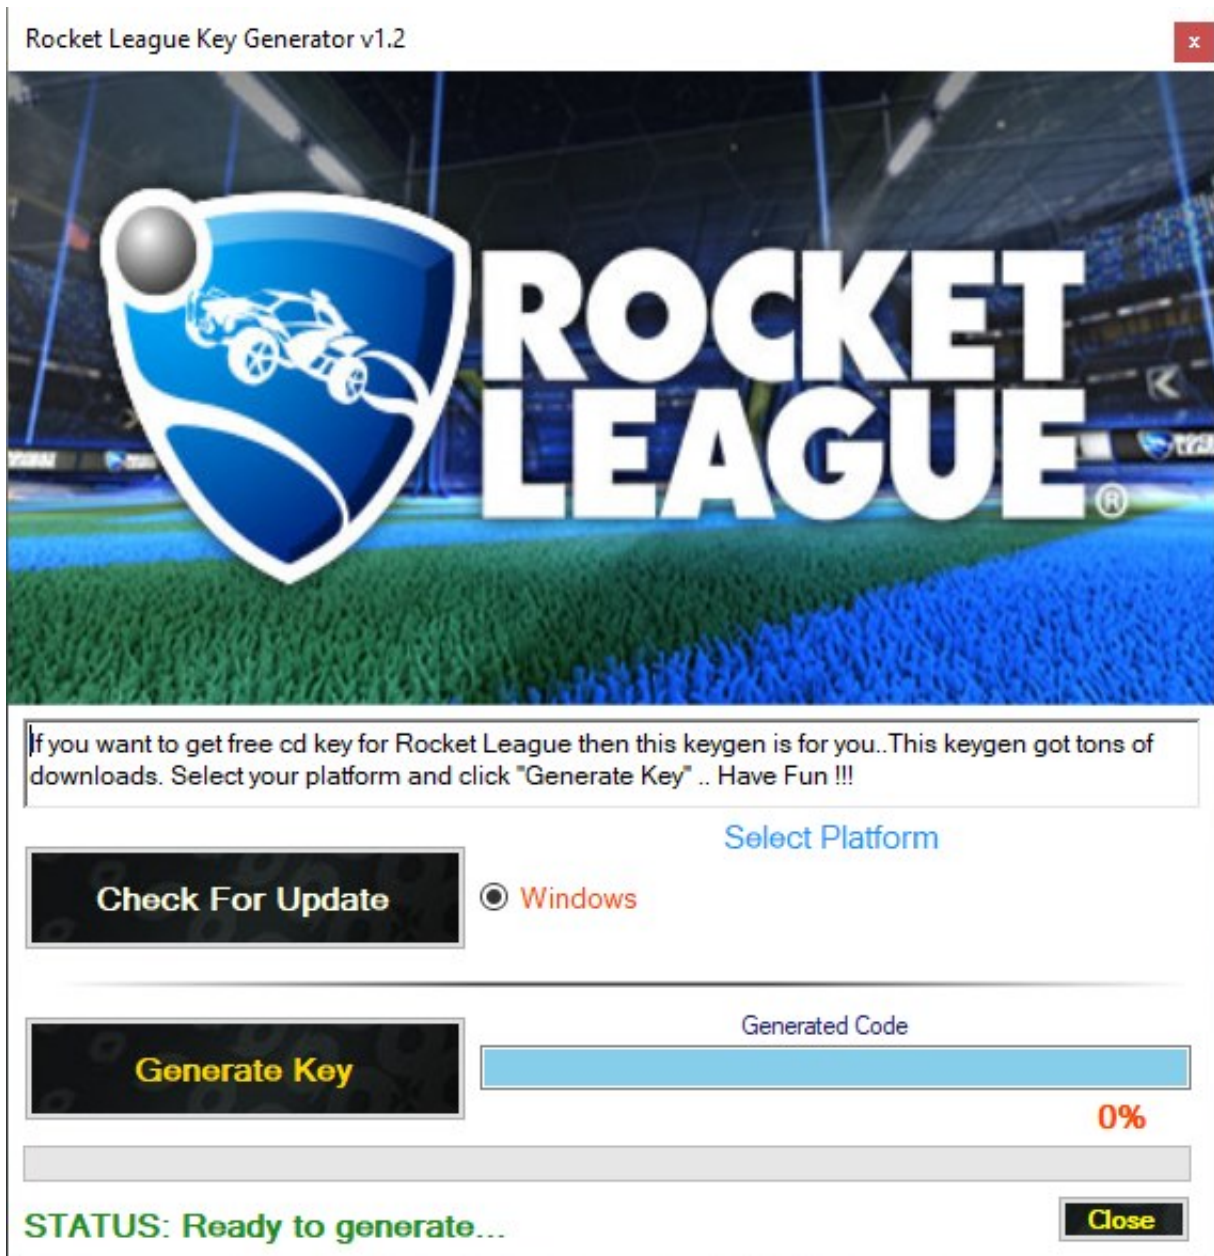 Rocket League Key Generator v1.2
x
ROCKET
LEAGUE®
If you want to get free cd key for Rocket League then this keygen is for you..This keygen got tons of
downloads. Select your platform and click "Generate Key" .. Have Fun !!!
Select Platform
Check For Update
Windows
Generated Code
Generate Key
0%
STATUS: Ready to generate...
Close